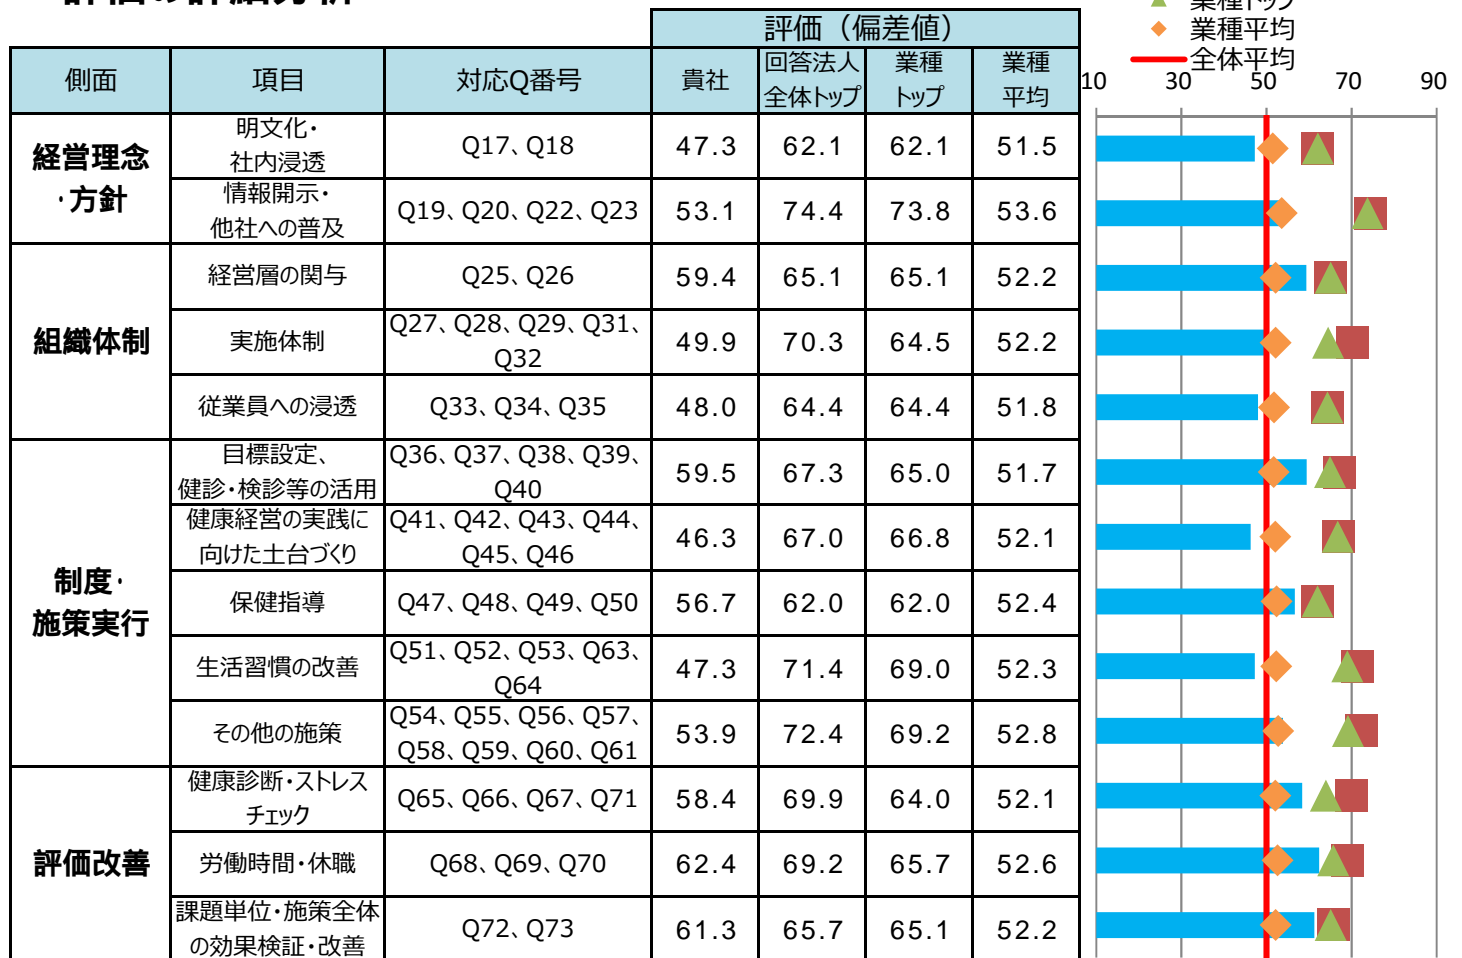 評価の詳細分析
業種トップ
業種平均
全体平均
評価（偏差値）
側面 項目 対応Q番号 貴社 回答法人全体トップ 業種トップ 業種平均
10 30 50 70 90
経営理念・方針
明文化・社内浸透 Q17、Q18 47.3 62.1 62.1 51.5
情報開示・他社への普及 Q19、Q20、Q22、Q23 53.1 74.4 73.8 53.6
組織体制
経営層の関与 Q25、Q26 59.4 65.1 65.1 52.2
実施体制 Q27、Q28、Q29、Q31、Q32 49.9 70.3 64.5 52.2
従業員への浸透 Q33、Q34、Q35 48.0 64.4 64.4 51.8
制度・施策実行
目標設定、健診・検診等の活用 Q36、Q37、Q38、Q39、Q40 59.5 67.3 65.0 51.7
健康経営の実践に向けた土台づくり Q41、Q42、Q43、Q44、Q45、Q46 46.3 67.0 66.8 52.1
保健指導 Q47、Q48、Q49、Q50 56.7 62.0 62.0 52.4
生活習慣の改善 Q51、Q52、Q53、Q63、Q64 47.3 71.4 69.0 52.3
その他の施策 Q54、Q55、Q56、Q57、Q58、Q59、Q60、Q61 53.9 72.4 69.2 52.8
評価改善
健康診断・ストレスチェック Q65、Q66、Q67、Q71 58.4 69.9 64.0 52.1
労働時間・休職 Q68、Q69、Q70 62.4 69.2 65.7 52.6
課題単位・施策全体の効果検証・改善 Q72、Q73 61.3 65.7 65.1 52.2